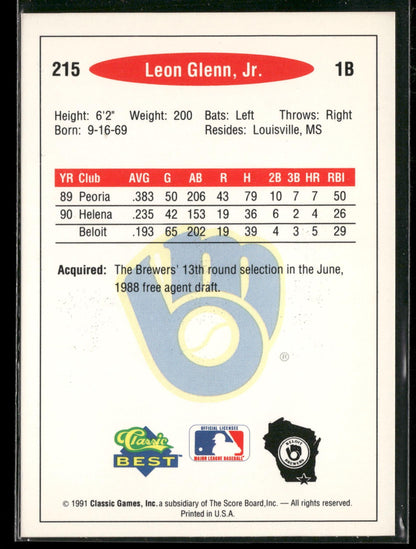 215 Leon Glenn, Jr. 1B
Height: 6'2" Weight: 200 Bats: Left Throws: Right
Born: 9-16-69 Resides: Louisville, MS
YR Club AVG G AB R H 2B 3B HR RBI
89 Peoria .383 50 206 43 79 10 7 7 50
90 Helena .235 42 153 19 36 6 2 4 26
Beloit .193 65 202 19 39 4 3 5 29
Acquired: The Brewers' 13th round selection in the June,
1988 free agent draft.
®
Classic
BEST
OFFICIAL LICENSEE
MAJOR LEAGUE BASEBALL
BELOIT
BREWERS
© 1991 Classic Games, Inc. a subsidiary of The Score Board, Inc. — All rights reserved.
Printed in U.S.A.